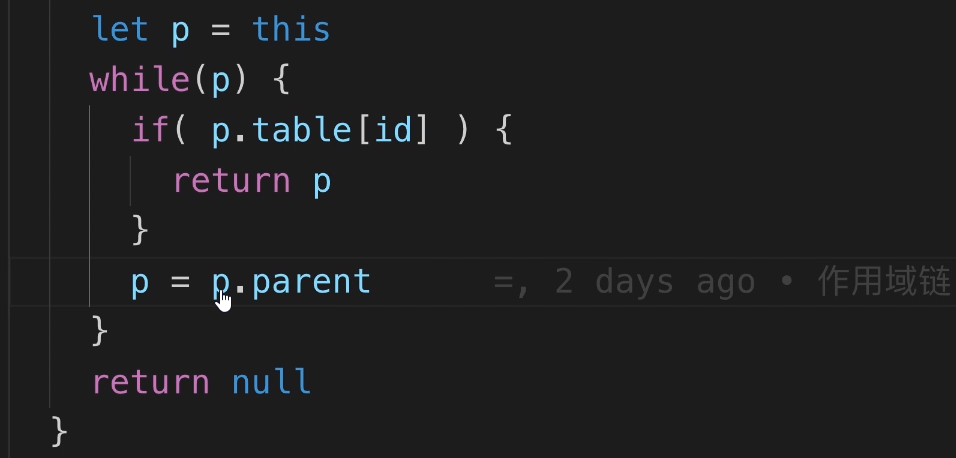 let p = this
while(p) {
if( p.table[id] ) {
return p
}
p = p.parent =, 2 days ago • 作用域链
}
return null
}